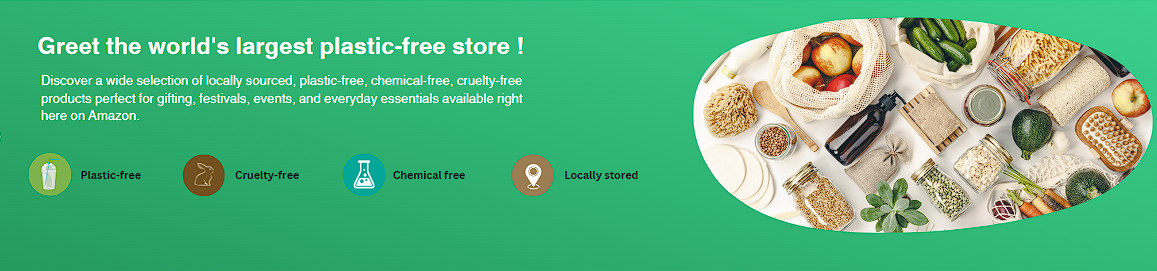 Greet the world's largest plastic-free store !
Discover a wide selection of locally sourced, plastic-free, chemical-free, cruelty-free
products perfect for gifting, festivals, events, and everyday essentials available right
here on Amazon.
Plastic-free
Cruelty-free
Chemical free
Locally stored